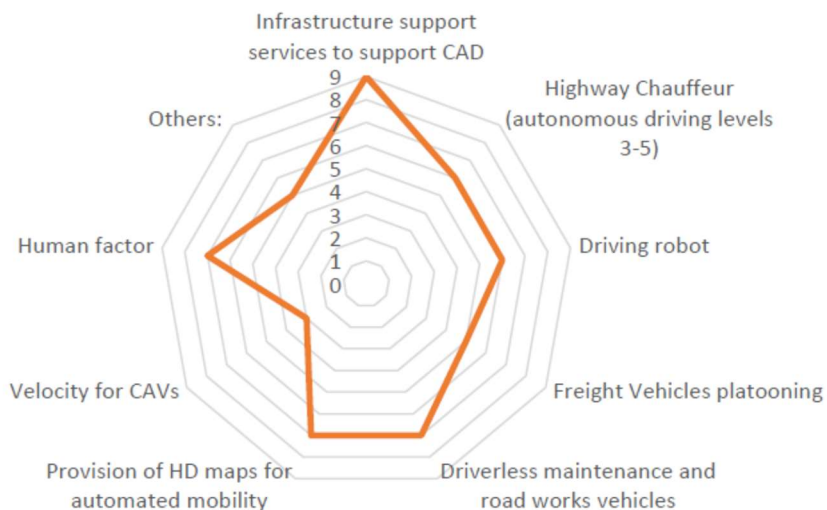 Infrastructure support
services to support CAD
9
8
7
6
5
4
3
2
1
0
Highway Chauffeur
(autonomous driving levels
3-5)
Driving robot
Freight Vehicles platooning
Driverless maintenance and
road works vehicles
Provision of HD maps for
automated mobility
Velocity for CAVs
Human factor
Others: